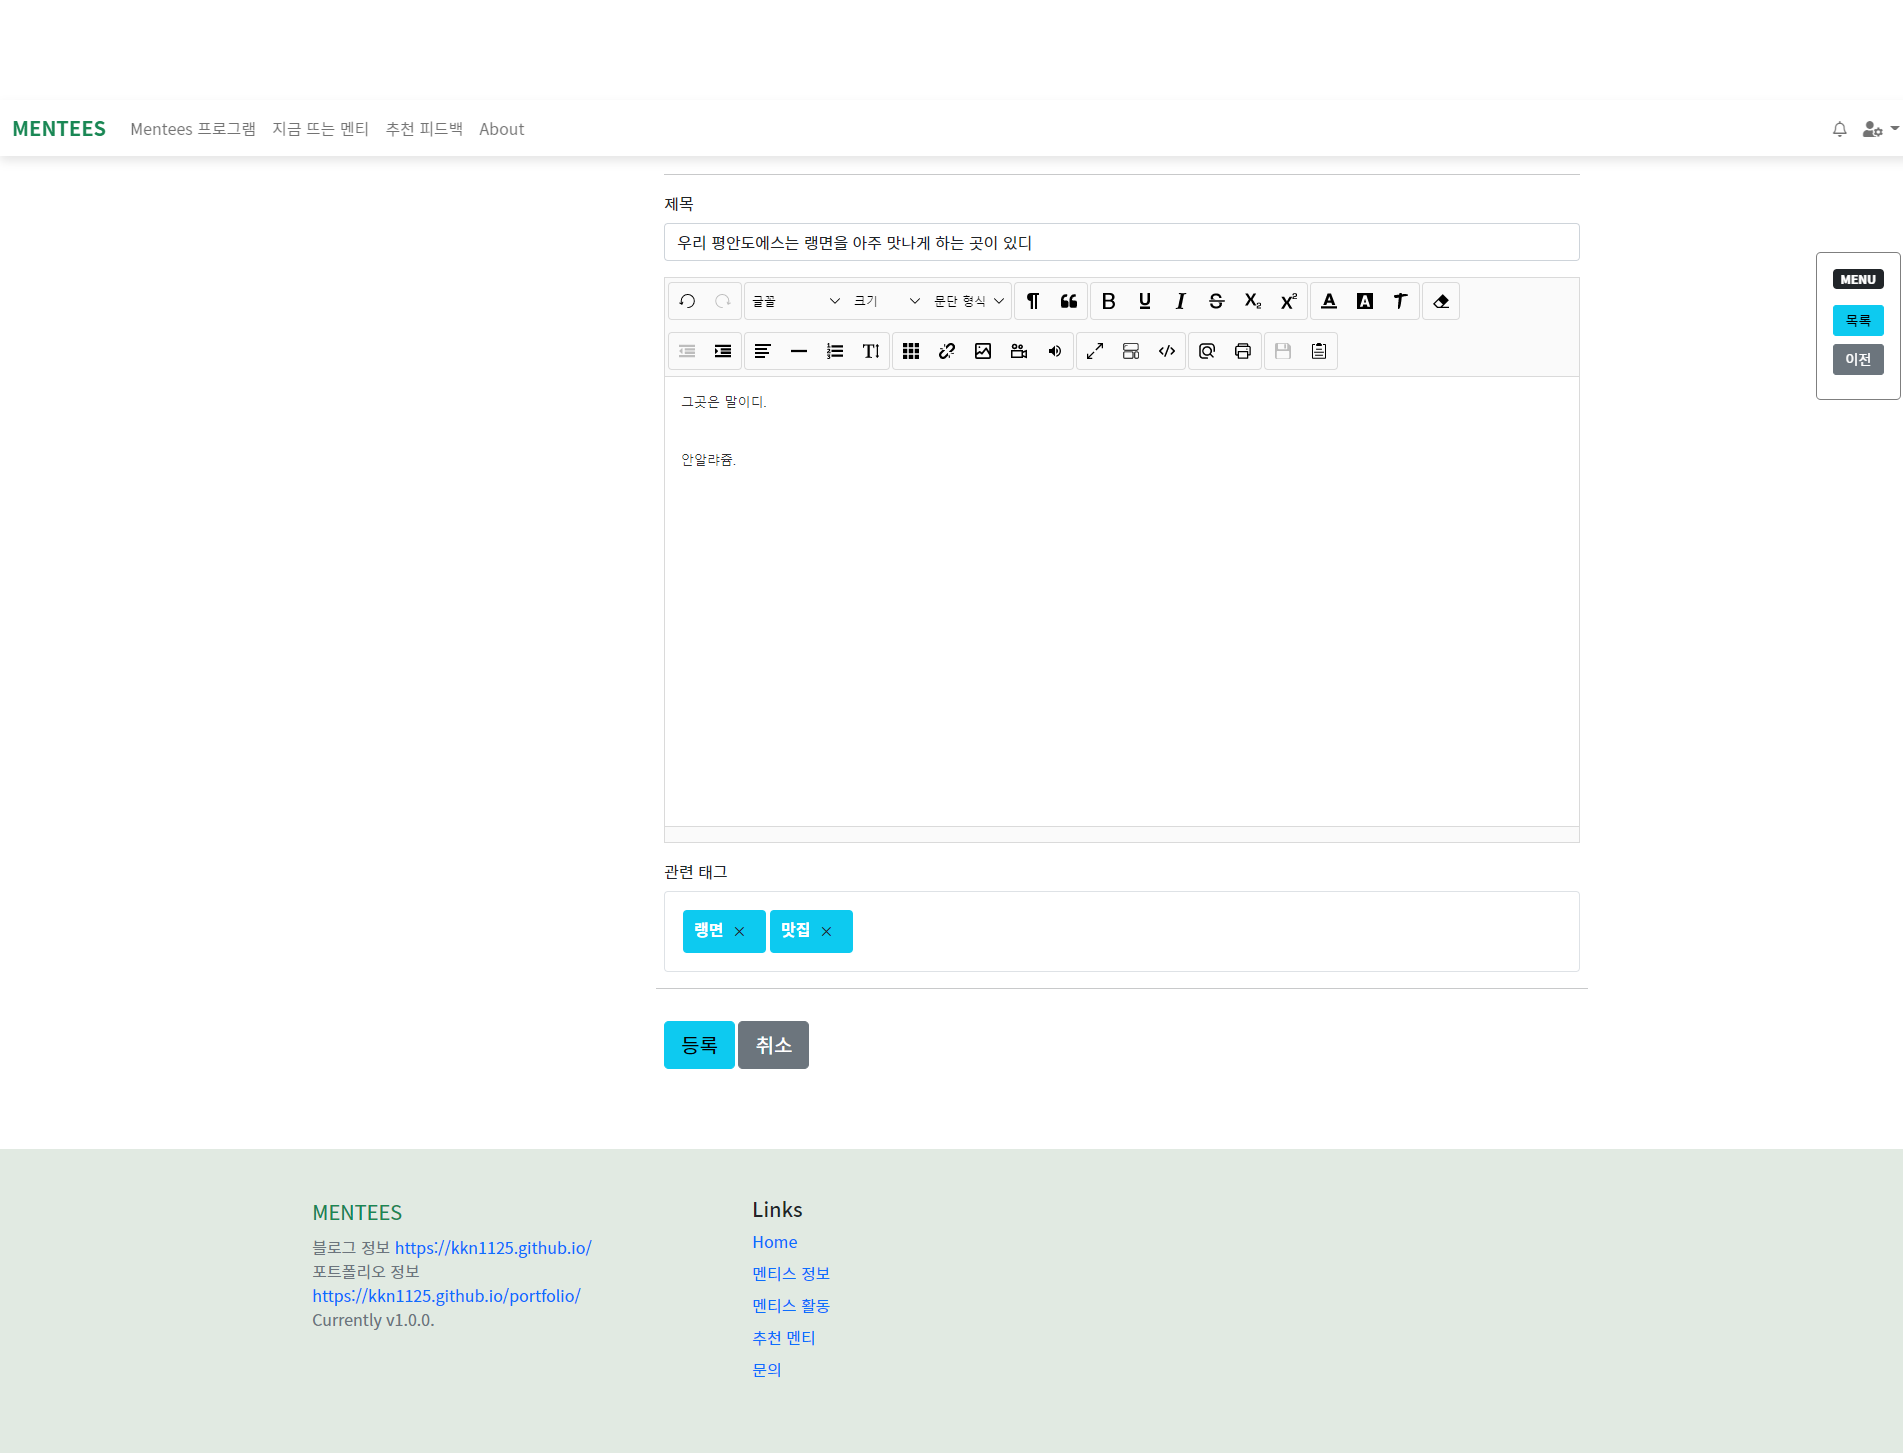 MENTEES Mentees 프로그램 지금 뜨는 멘티 추천 피드백 About
제목
우리 평안도에스는 랭면을 아주 맛나게 하는 곳이 있디
MENU
목록
이전
글꼴 크기 문단 형식
그곳은 말이디.
안알랴쥼.
관련 태그
랭면 맛집
등록 취소
MENTEES
블로그 정보 https://kkn1125.github.io/
포트폴리오 정보
https://kkn1125.github.io/portfolio/
Currently v1.0.0.
Links
Home
멘티스 정보
멘티스 활동
추천 멘티
문의